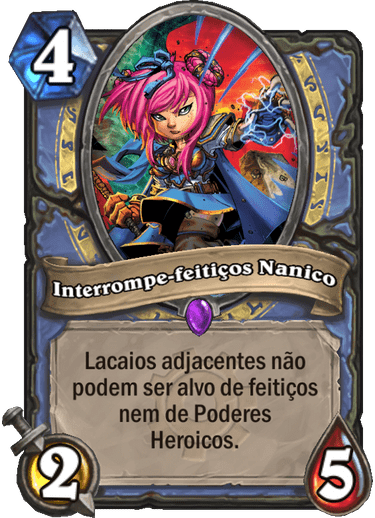 4
Interrompe-feitiços Nanico
Lacaios adjacentes não
podem ser alvo de feitiços
nem de Poderes
Heroicos.
2
5